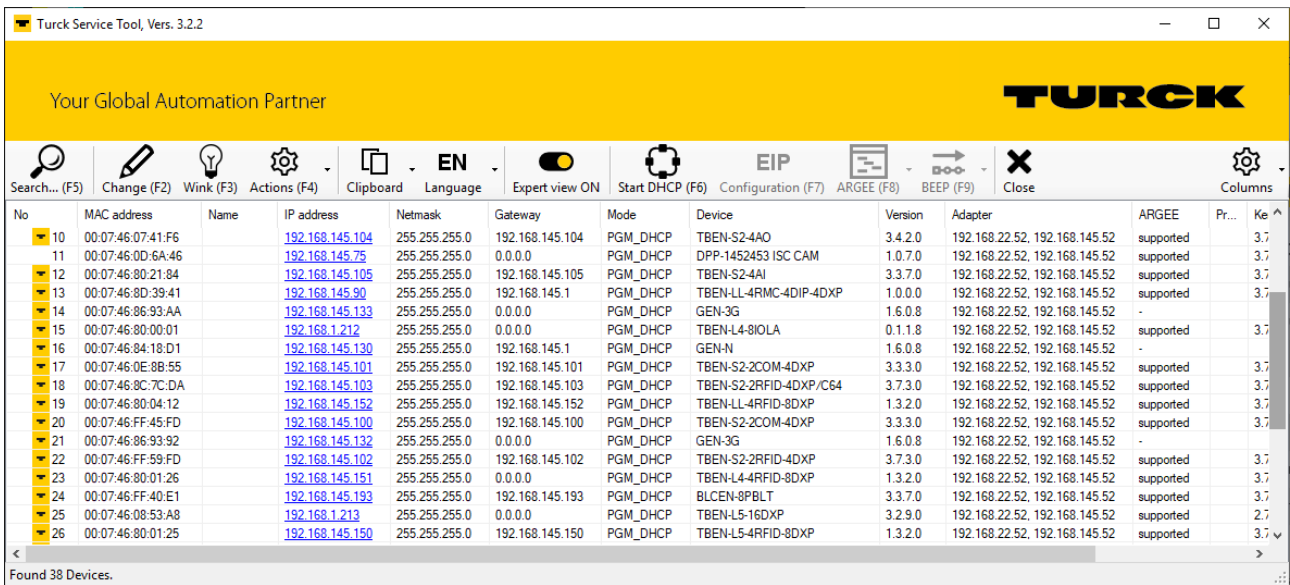 Turck Service Tool, Vers. 3.2.2
Your Global Automation Partner
TURCK
Search... (F5) Change (F2) Wink (F3) Actions (F4) Clipboard EN Language Expert view ON Start DHCP (F6) EIP Configuration (F7) ARGEE (F8) BEEP (F9) Close Columns
No MAC address Name IP address Netmask Gateway Mode Device Version Adapter ARGEE Pr... Ke
10 00:07:46:07:41:F6 192.168.145.104 255.255.255.0 192.168.145.104 PGM_DHCP TBEN-S2-4AO 3.4.2.0 192.168.22.52, 192.168.145.52 supported 3.7
11 00:07:46:0D:6A:46 192.168.145.75 255.255.255.0 0.0.0.0 PGM_DHCP DPP-1452453 ISC CAM 1.0.7.0 192.168.22.52, 192.168.145.52 supported 3.7
12 00:07:46:80:21:84 192.168.145.105 255.255.255.0 192.168.145.105 PGM_DHCP TBEN-S2-4AI 3.3.7.0 192.168.22.52, 192.168.145.52 supported 3.7
13 00:07:46:8D:39:41 192.168.145.90 255.255.255.0 192.168.145.1 PGM_DHCP TBEN-LL-4RMC-4DIP-4DXP 1.0.0.0 192.168.22.52, 192.168.145.52 supported 3.7
14 00:07:46:86:93:AA 192.168.145.133 255.255.255.0 0.0.0.0 PGM_DHCP GEN-3G 1.6.0.8 192.168.22.52, 192.168.145.52 -
15 00:07:46:80:00:01 192.168.1.212 255.255.255.0 0.0.0.0 PGM_DHCP TBEN-L4-8IOLA 0.1.1.8 192.168.22.52, 192.168.145.52 supported 3.7
16 00:07:46:84:18:D1 192.168.145.130 255.255.255.0 192.168.145.1 PGM_DHCP GEN-N 1.6.0.8 192.168.22.52, 192.168.145.52 -
17 00:07:46:0E:8B:55 192.168.145.101 255.255.255.0 192.168.145.101 PGM_DHCP TBEN-S2-2COM-4DXP 3.3.3.0 192.168.22.52, 192.168.145.52 supported 3.7
18 00:07:46:8C:7C:DA 192.168.145.103 255.255.255.0 192.168.145.103 PGM_DHCP TBEN-S2-2RFID-4DXP/C64 3.7.3.0 192.168.22.52, 192.168.145.52 supported 3.7
19 00:07:46:80:04:12 192.168.145.152 255.255.255.0 192.168.145.152 PGM_DHCP TBEN-LL-4RFID-8DXP 1.3.2.0 192.168.22.52, 192.168.145.52 supported 3.7
20 00:07:46:FF:45:FD 192.168.145.100 255.255.255.0 192.168.145.100 PGM_DHCP TBEN-S2-2COM-4DXP 3.3.3.0 192.168.22.52, 192.168.145.52 supported 3.7
21 00:07:46:86:93:92 192.168.145.132 255.255.255.0 0.0.0.0 PGM_DHCP GEN-3G 1.6.0.8 192.168.22.52, 192.168.145.52 -
22 00:07:46:FF:59:FD 192.168.145.102 255.255.255.0 192.168.145.102 PGM_DHCP TBEN-S2-2RFID-4DXP 3.7.3.0 192.168.22.52, 192.168.145.52 supported 3.7
23 00:07:46:80:01:26 192.168.145.151 255.255.255.0 0.0.0.0 PGM_DHCP TBEN-L4-4RFID-8DXP 1.3.2.0 192.168.22.52, 192.168.145.52 supported 3.7
24 00:07:46:FF:40:E1 192.168.145.193 255.255.255.0 192.168.145.193 PGM_DHCP BLCEN-8PBLT 3.3.7.0 192.168.22.52, 192.168.145.52 supported 3.7
25 00:07:46:08:53:A8 192.168.1.213 255.255.255.0 0.0.0.0 PGM_DHCP TBEN-L5-16DXP 3.2.9.0 192.168.22.52, 192.168.145.52 supported 2.7
26 00:07:46:80:01:25 192.168.145.150 255.255.255.0 192.168.145.150 PGM_DHCP TBEN-L5-4RFID-8DXP 1.3.2.0 192.168.22.52, 192.168.145.52 supported 3.7
Found 38 Devices.